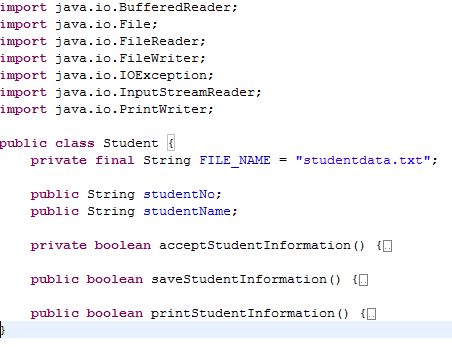 import java.io.BufferedReader;
import java.io.File;
import java.io.FileReader;
import java.io.FileWriter;
import java.io.IOException;
import java.io.InputStreamReader;
import java.io.PrintWriter;
public class Student {
private final String FILE_NAME = "studentdata.txt";
public String studentNo;
public String studentName;
private boolean acceptStudentInformation() {..
public boolean saveStudentInformation() {..
public boolean printStudentInformation() {..
}